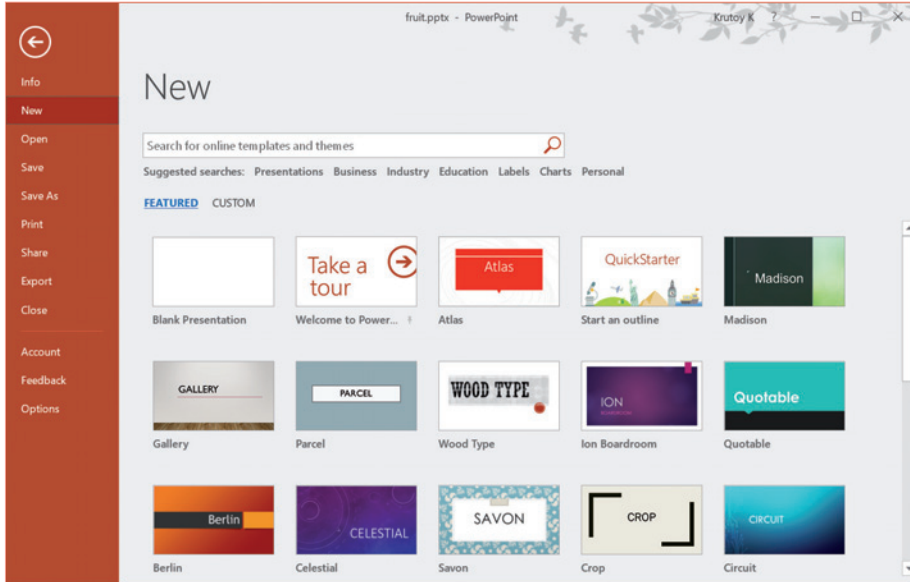 fruit.pptx - PowerPoint
Krutoy K ?
Info
New
Open
Save
Save As
Print
Share
Export
Close
Account
Feedback
Options
New
Search for online templates and themes
Suggested searches: Presentations Business Industry Education Labels Charts Personal
FEATURED CUSTOM
Take a
tour
Atlas
QuickStarter
Madison
Blank Presentation
Welcome to Power...
Atlas
Start an outline
Madison
GALLERY
PARCEL
WOOD TYPE
ION
BOARDROOM
Quotable
Gallery
Parcel
Wood Type
Ion Boardroom
Quotable
Berlin
CELESTIAL
SAVON
CROP
CIRCUIT
Berlin
Celestial
Savon
Crop
Circuit